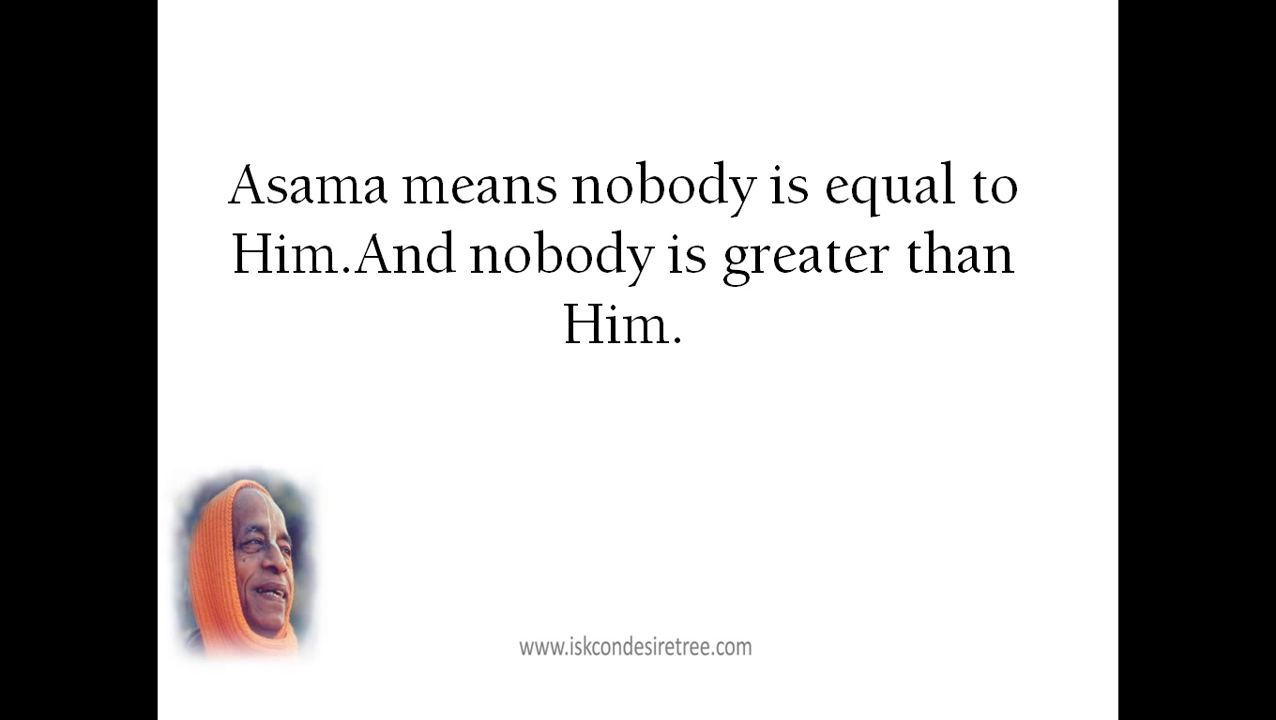 Asama means nobody is equal to
Him.And nobody is greater than
Him.
www.iskcondesiretree.com